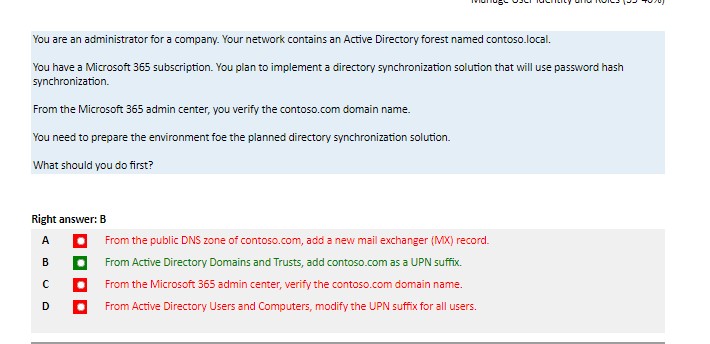 You are an administrator for a company. Your network contains an Active Directory forest named contoso.local.
You have a Microsoft 365 subscription. You plan to implement a directory synchronization solution that will use password hash
synchronization.
From the Microsoft 365 admin center, you verify the contoso.com domain name.
You need to prepare the environment foe the planned directory synchronization solution.
What should you do first?
Right answer: B
A From the public DNS zone of contoso.com, add a new mail exchanger (MX) record.
B From Active Directory Domains and Trusts, add contoso.com as a UPN suffix.
C From the Microsoft 365 admin center, verify the contoso.com domain name.
D From Active Directory Users and Computers, modify the UPN suffix for all users.